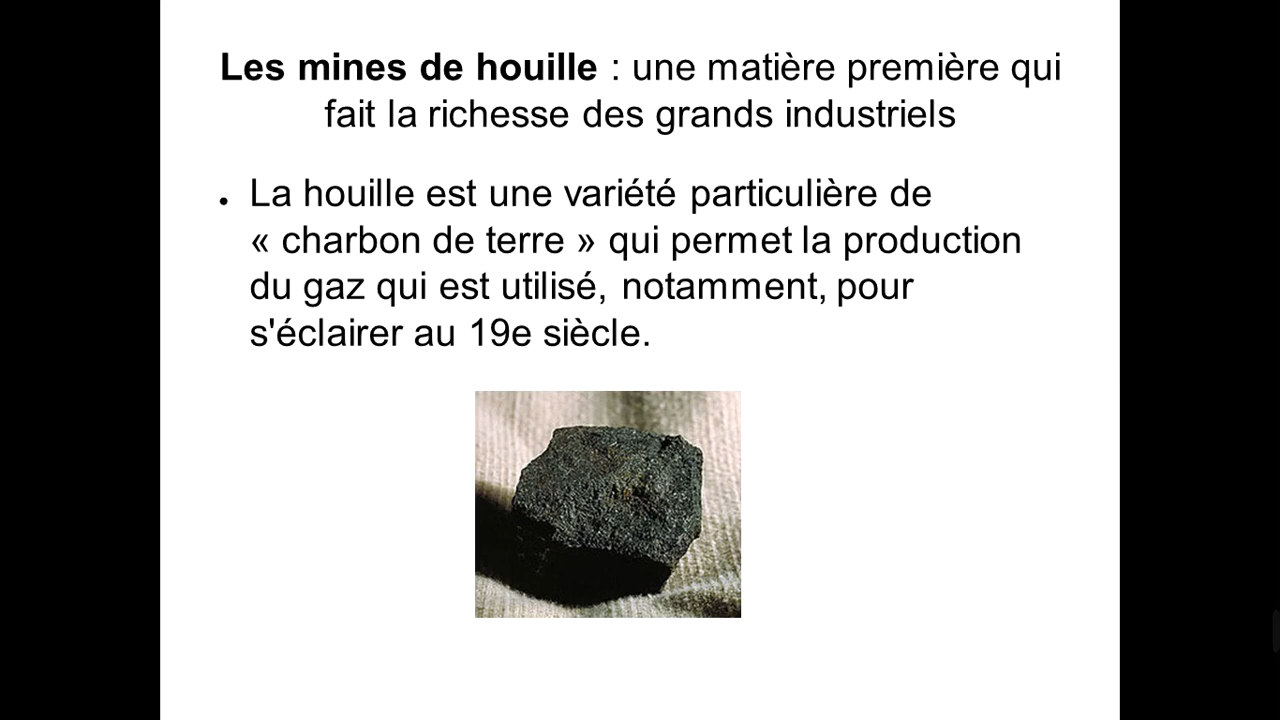 Les mines de houille : une matière première qui
fait la richesse des grands industriels
● La houille est une variété particulière de
« charbon de terre » qui permet la production
du gaz qui est utilisé, notamment, pour
s'éclairer au 19e siècle.